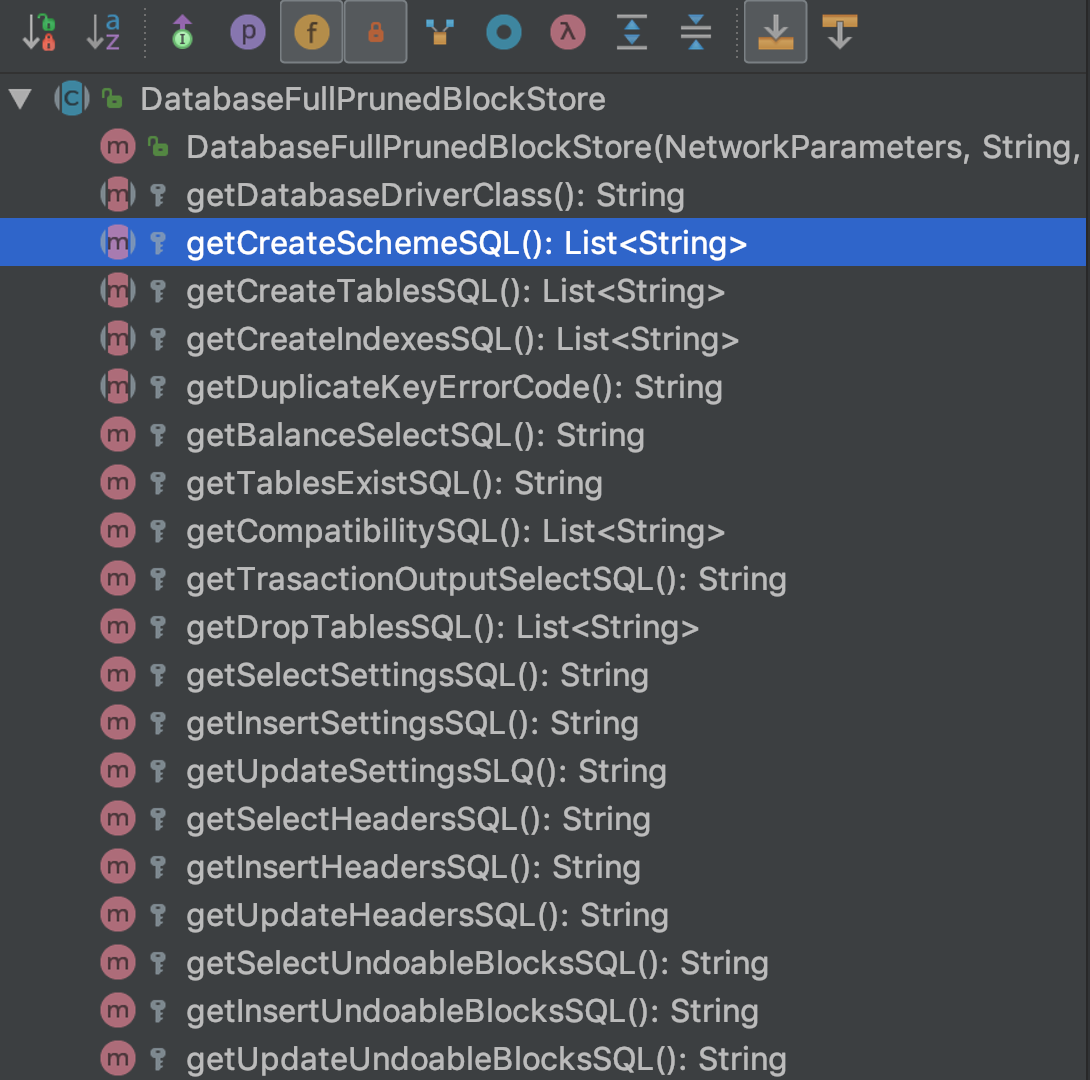 a
z
I
p
f
λ
C DatabaseFullPrunedBlockStore
m DatabaseFullPrunedBlockStore(NetworkParameters, String,
m getDatabaseDriverClass(): String
m getCreateSchemeSQL(): List<String>
m getCreateTablesSQL(): List<String>
m getCreateIndexesSQL(): List<String>
m getDuplicateKeyErrorCode(): String
m getBalanceSelectSQL(): String
m getTablesExistSQL(): String
m getCompatibilitySQL(): List<String>
m getTrasactionOutputSelectSQL(): String
m getDropTablesSQL(): List<String>
m getSelectSettingsSQL(): String
m getInsertSettingsSQL(): String
m getUpdateSettingsSLQ(): String
m getSelectHeadersSQL(): String
m getInsertHeadersSQL(): String
m getUpdateHeadersSQL(): String
m getSelectUndoableBlocksSQL(): String
m getInsertUndoableBlocksSQL(): String
m getUpdateUndoableBlocksSQL(): String